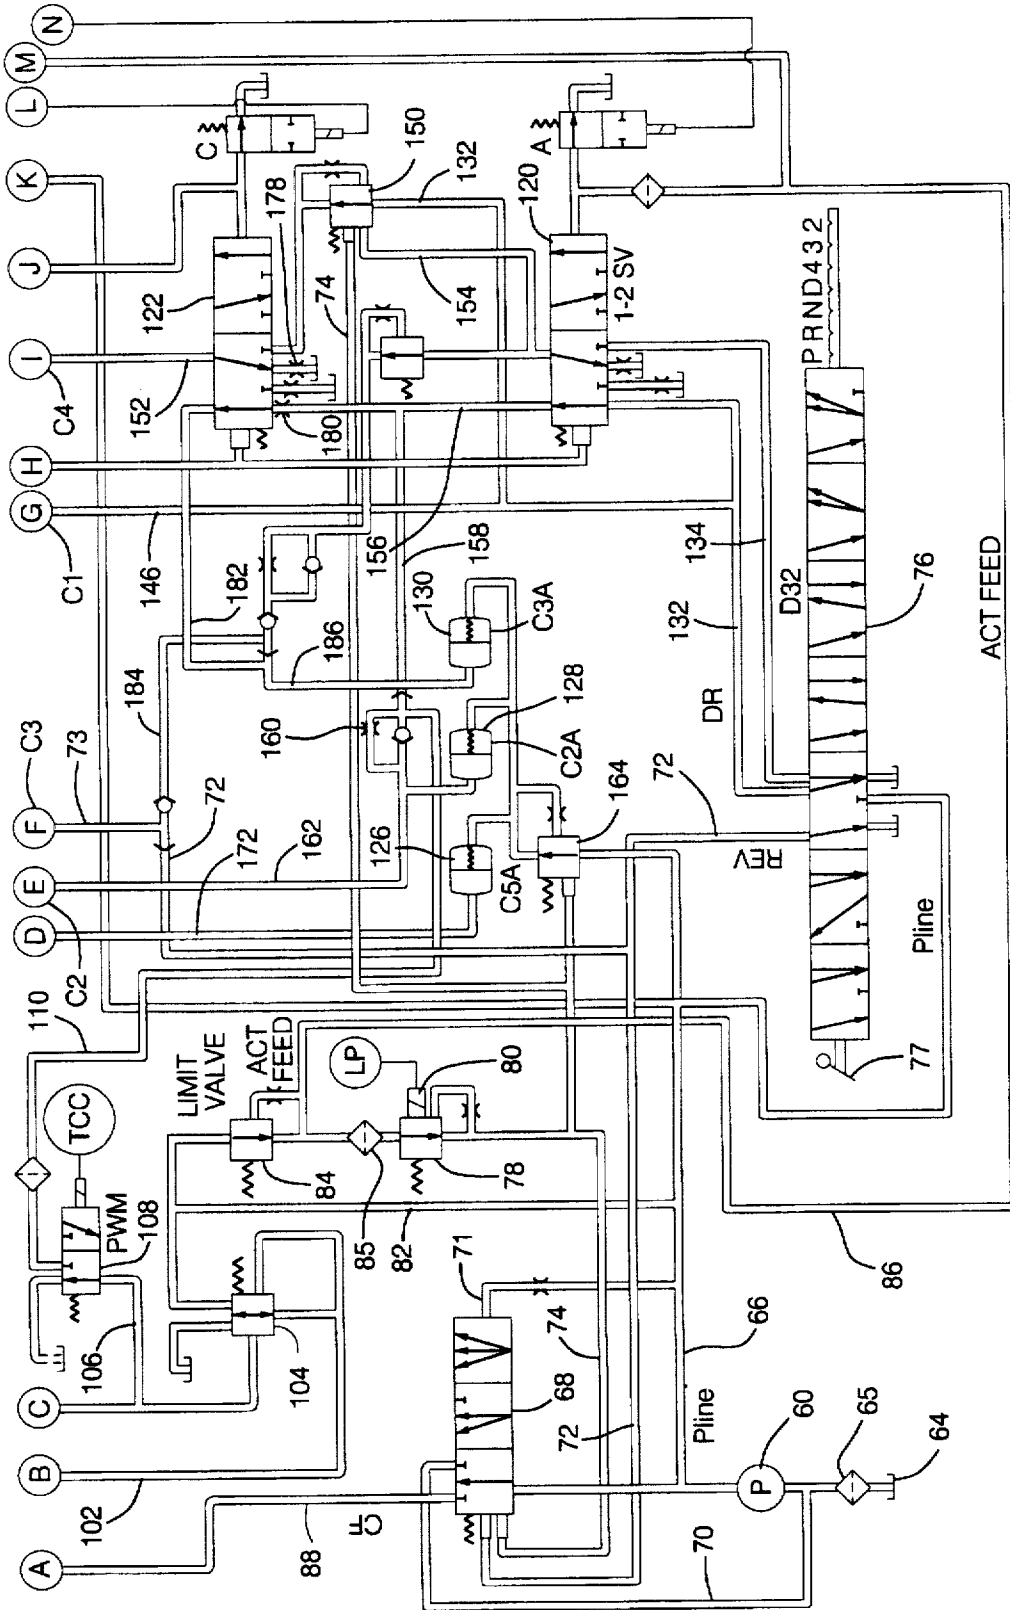 N
M
L
K
J
I
H
G
F
E
D
C
B
A
C4
C1
C3
C2
C
178
150
132
122
74
152
180
154
120
A
1-2 SV
146
182
156
158
130
C3A
186
184
73
72
160
128
C2A
172
162
126
C5A
164
110
LIMIT
VALVE
ACT
FEED
LP
80
TCC
PWM
108
84
85
78
82
106
104
102
71
74
68
72
66
Pline
88
CF
70
P
60
65
64
86
PRND432
D32
134
132
76
DR
72
REV
Pline
77
ACT FEED